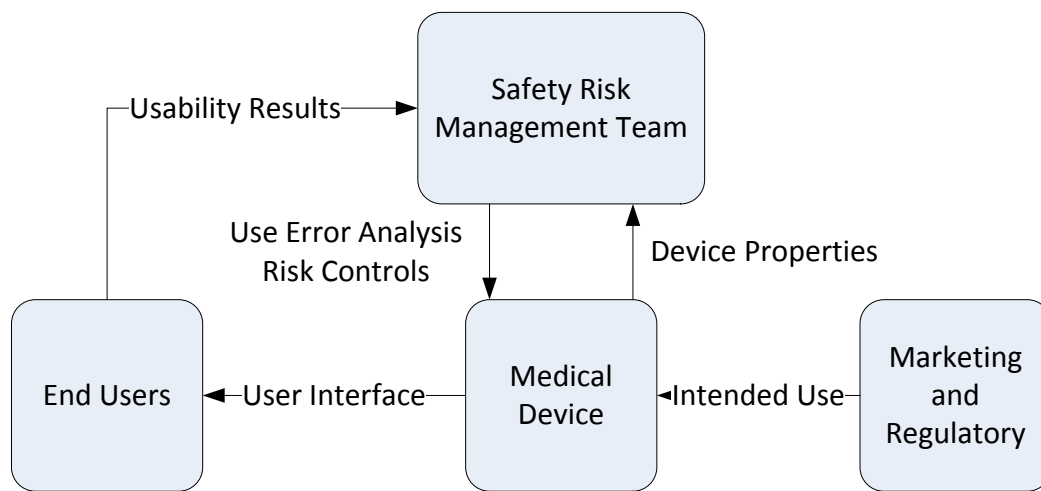 Usability Results
Safety Risk
Management Team
Use Error Analysis
Risk Controls
Device Properties
End Users
User Interface
Medical
Device
Intended Use
Marketing
and
Regulatory